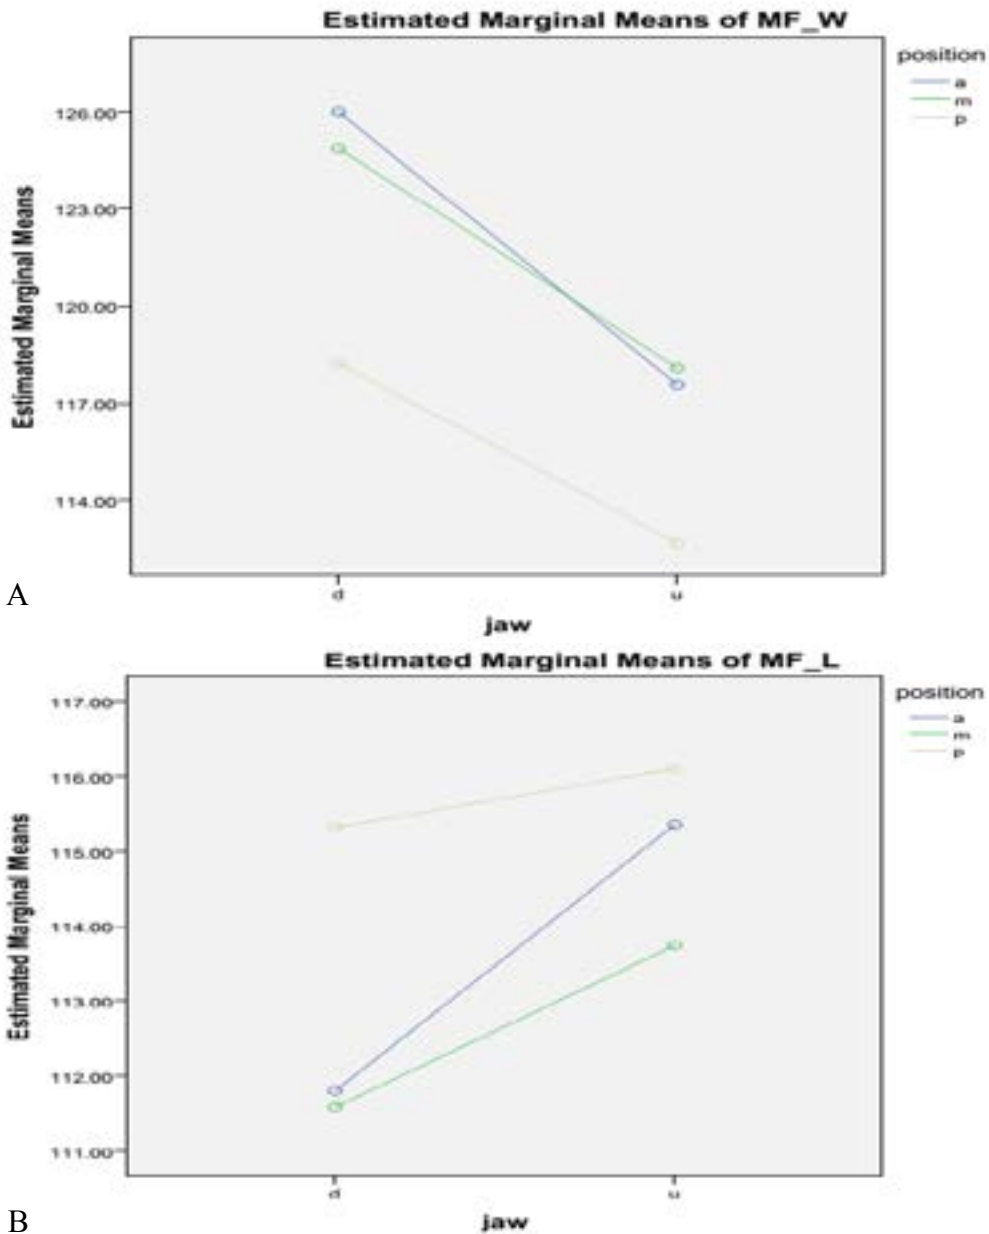 Estimated Marginal Means of MF_W
position
a
m
p
Estimated Marginal Means
126.00
123.00
120.00
117.00
114.00
d
u
jaw
A
Estimated Marginal Means of MF_L
position
a
m
p
Estimated Marginal Means
117.00
116.00
115.00
114.00
113.00
112.00
111.00
d
u
jaw
B